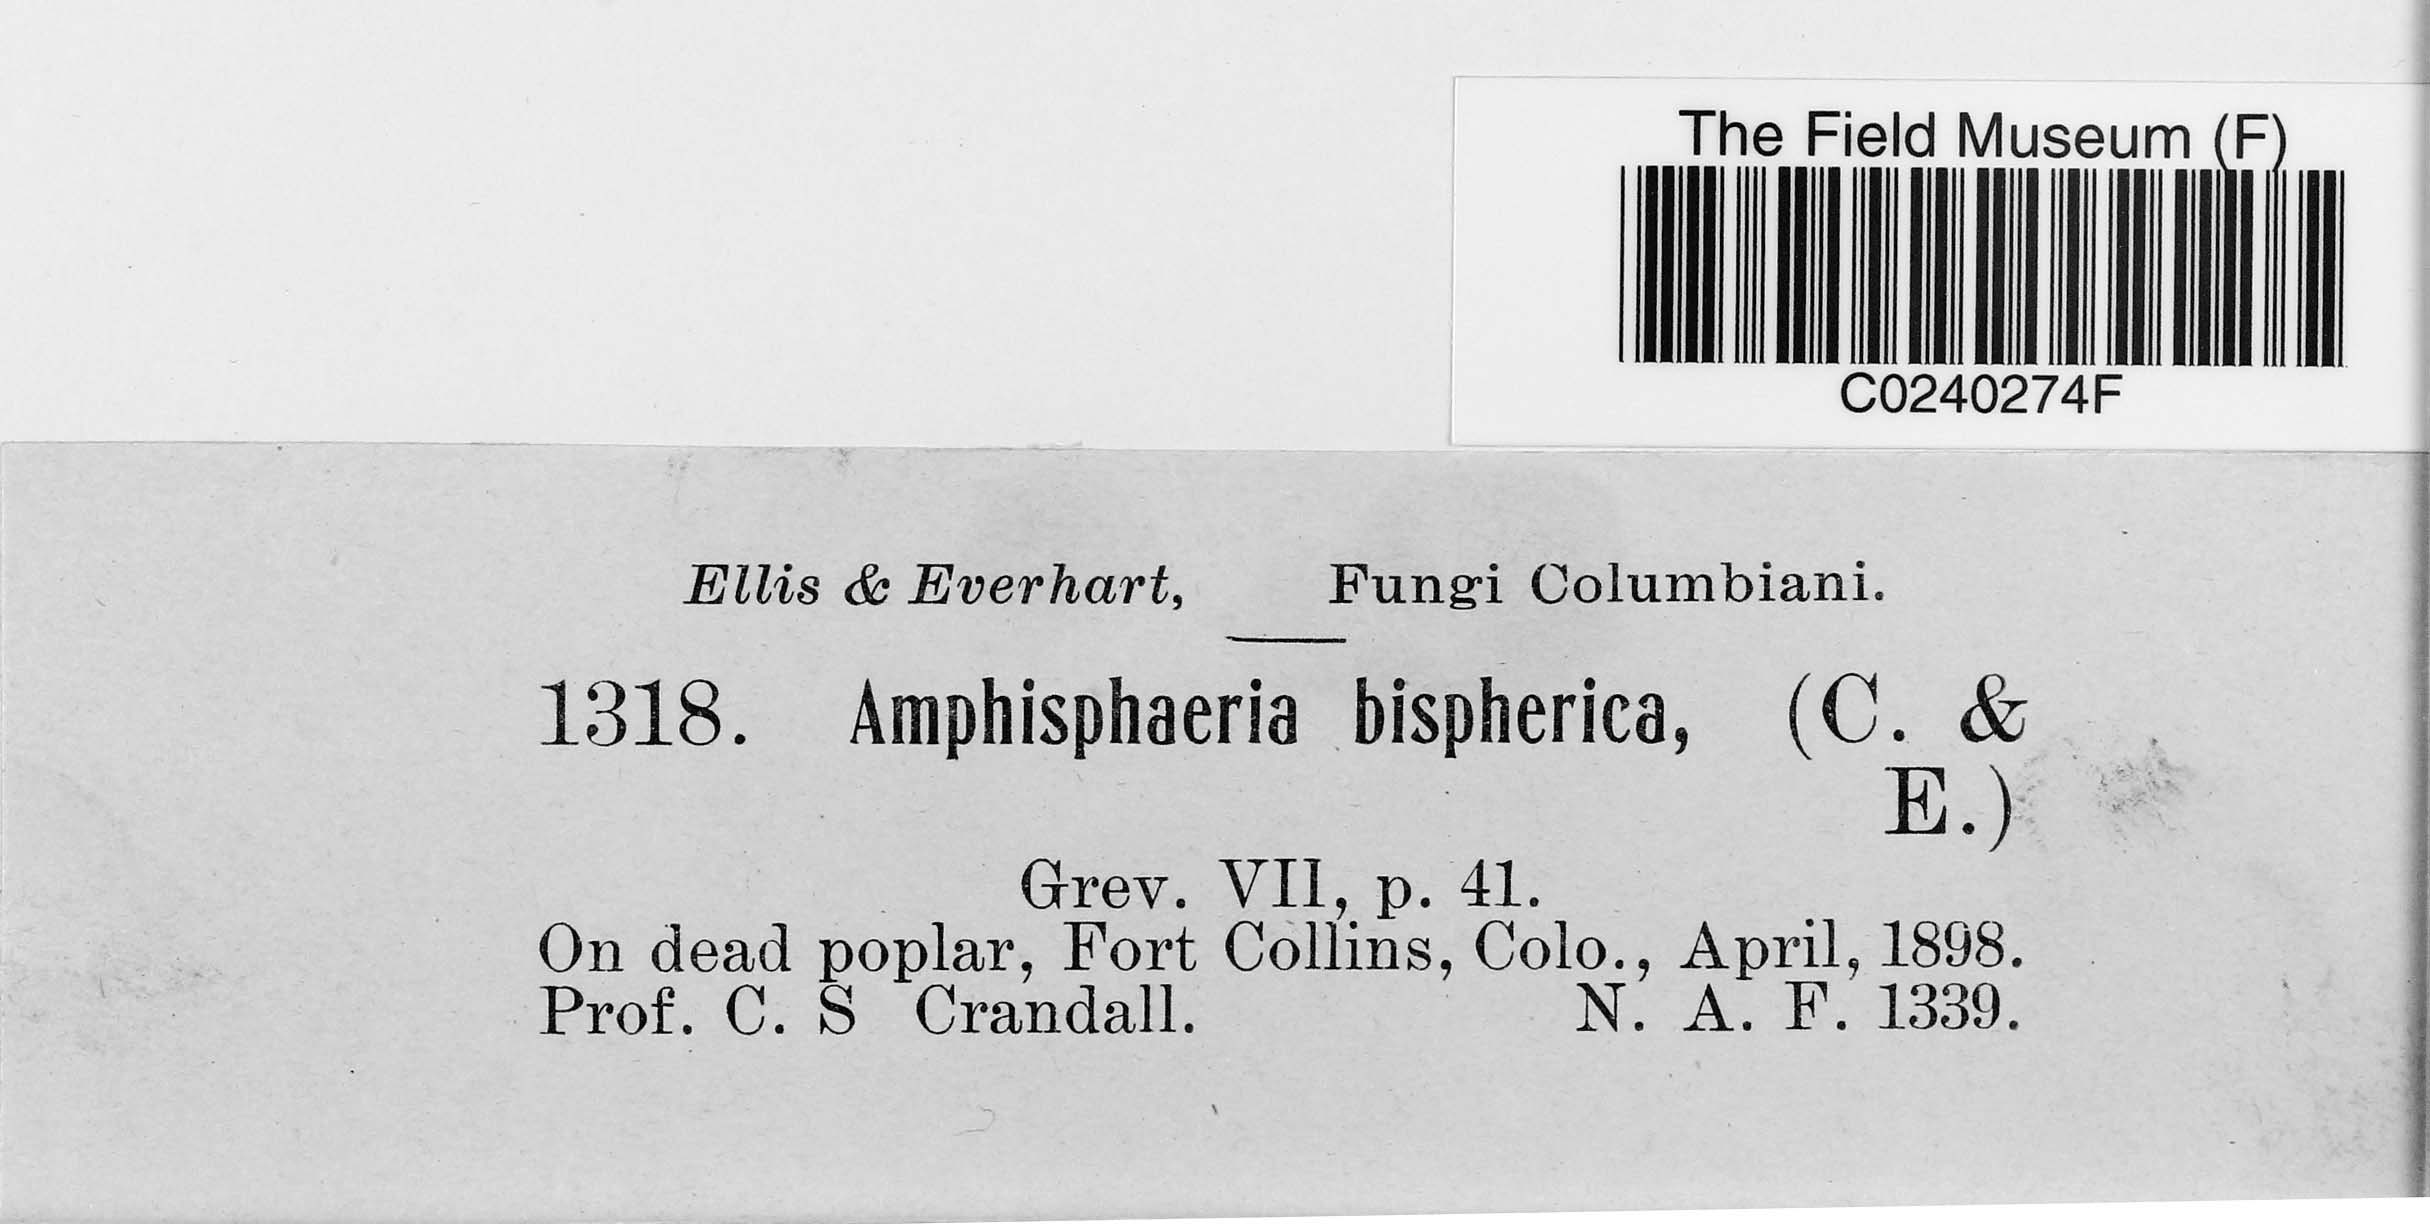 The Field Museum (F)
C0240274F
Ellis & Everhart, Fungi Columbiani.
1318. Amphisphaeria bispherica, (C. &
E.)
Grev. VII, p. 41.
On dead poplar, Fort Collins, Colo., April, 1898.
Prof. C. S Crandall. N. A. F. 1339.